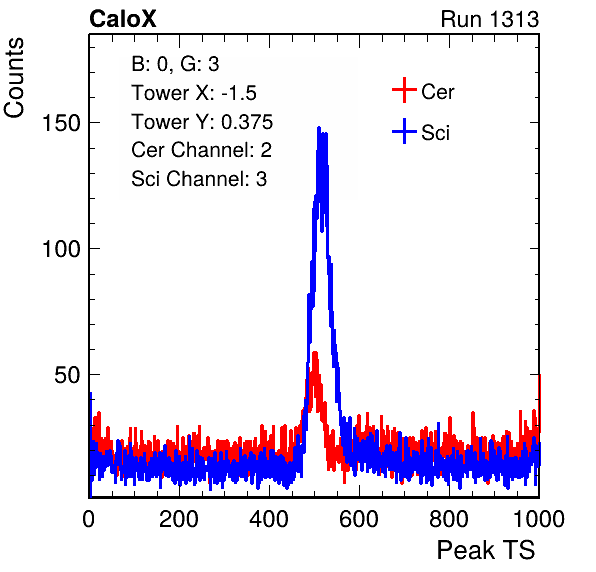 CaloX Run 1313
Counts
B: 0, G: 3
Tower X: -1.5
Tower Y: 0.375
Cer Channel: 2
Sci Channel: 3
Cer
Sci
150
100
50
0 200 400 600 800 1000
Peak TS